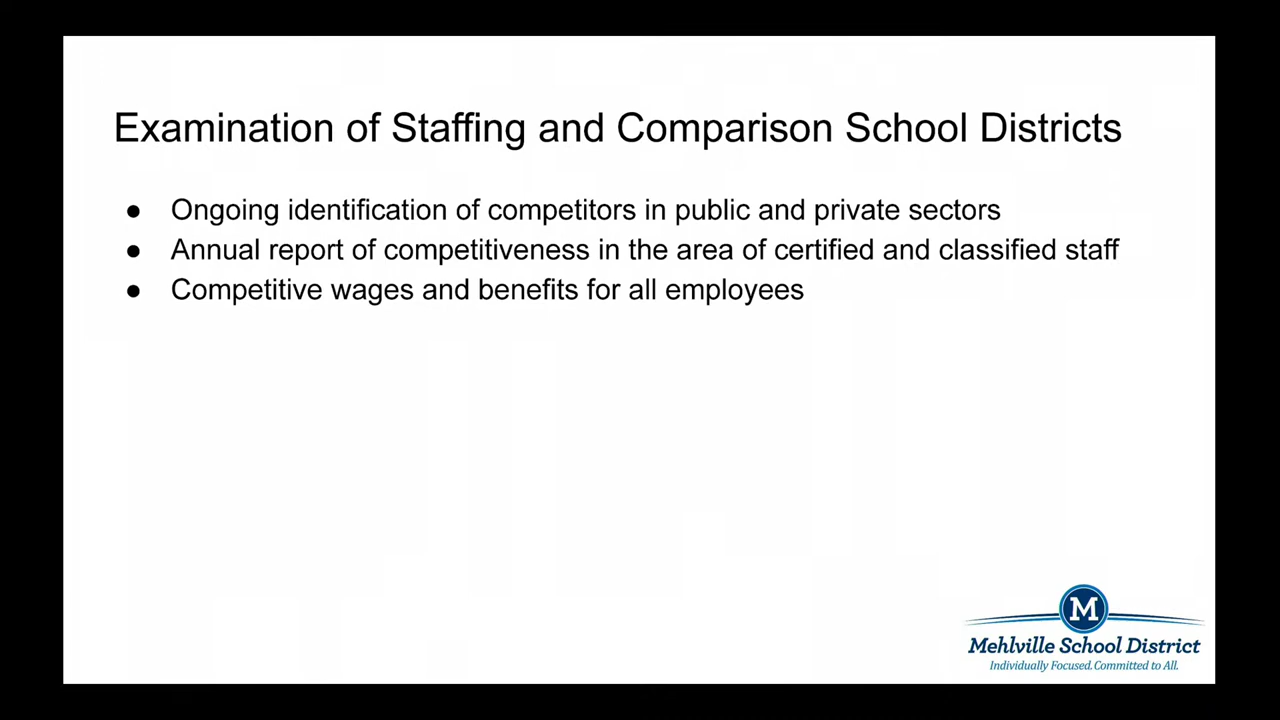 Examination of Staffing and Comparison School Districts
● Ongoing identification of competitors in public and private sectors
● Annual report of competitiveness in the area of certified and classified staff
● Competitive wages and benefits for all employees
M
Mehlville School District
Individually Focused. Committed to All.